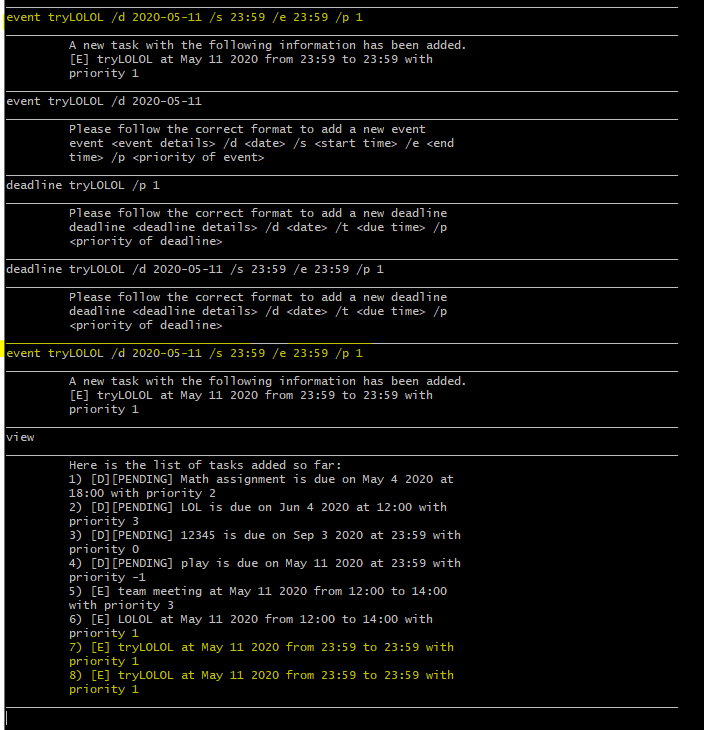 event tryLOLOL /d 2020-05-11 /s 23:59 /e 23:59 /p 1
A new task with the following information has been added.
[E] tryLOLOL at May 11 2020 from 23:59 to 23:59 with
priority 1
event tryLOLOL /d 2020-05-11
Please follow the correct format to add a new event
event <event details> /d <date> /s <start time> /e <end
time> /p <priority of event>
deadline tryLOLOL /p 1
Please follow the correct format to add a new deadline
deadline <deadline details> /d <date> /t <due time> /p
<priority of deadline>
deadline tryLOLOL /d 2020-05-11 /s 23:59 /e 23:59 /p 1
Please follow the correct format to add a new deadline
deadline <deadline details> /d <date> /t <due time> /p
<priority of deadline>
event tryLOLOL /d 2020-05-11 /s 23:59 /e 23:59 /p 1
A new task with the following information has been added.
[E] tryLOLOL at May 11 2020 from 23:59 to 23:59 with
priority 1
view
Here is the list of tasks added so far:
1) [D][PENDING] Math assignment is due on May 4 2020 at
18:00 with priority 2
2) [D][PENDING] LOL is due on Jun 4 2020 at 12:00 with
priority 3
3) [D][PENDING] 12345 is due on Sep 3 2020 at 23:59 with
priority 0
4) [D][PENDING] play is due on May 11 2020 at 23:59 with
priority -1
5) [E] team meeting at May 11 2020 from 12:00 to 14:00
with priority 3
6) [E] LOLOL at May 11 2020 from 12:00 to 14:00 with
priority 1
7) [E] tryLOLOL at May 11 2020 from 23:59 to 23:59 with
priority 1
8) [E] tryLOLOL at May 11 2020 from 23:59 to 23:59 with
priority 1